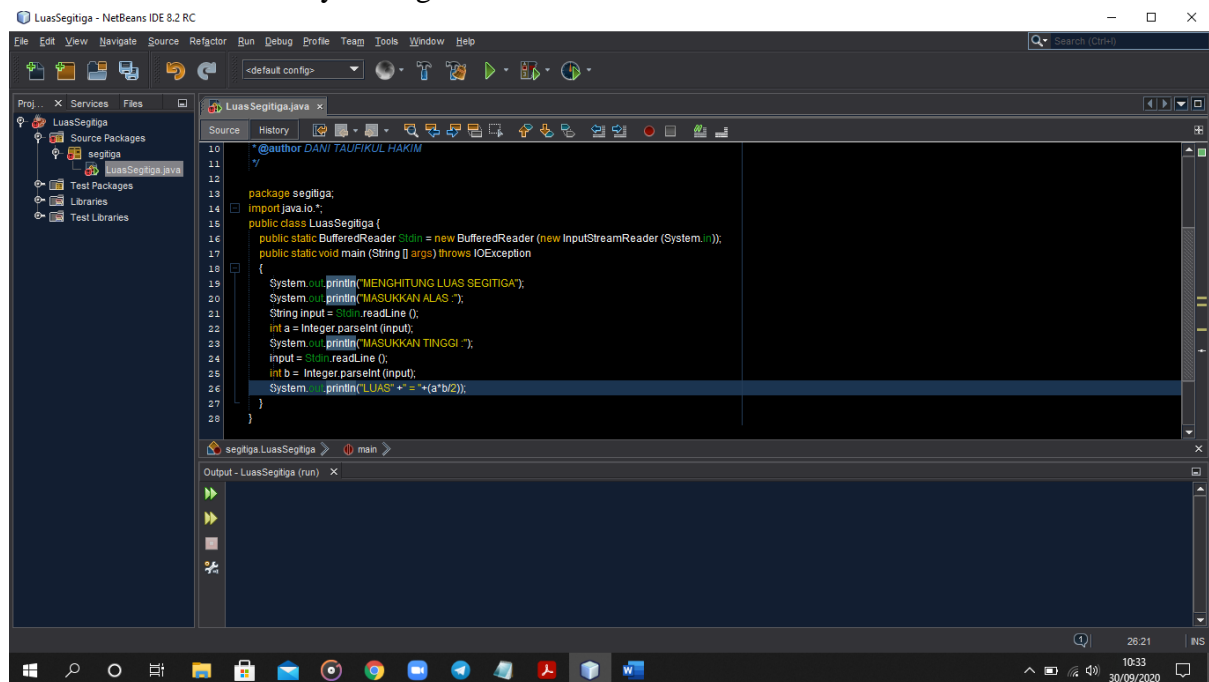 LuasSegitiga - NetBeans IDE 8.2 RC
File Edit View Navigate Source Refactor Run Debug Profile Team Tools Window Help
Search (Ctrl+I)
<default config>
Proj... Services Files
LuasSegitiga.java
LuasSegitiga
Source Packages
segitiga
LuasSegitiga.java
Test Packages
Libraries
Test Libraries
Source History
10 * @author DANI TAUFIKUL HAKIM
11 */
12
13 package segitiga;
14 import java.io.*;
15 public class LuasSegitiga {
16 public static BufferedReader Stdin = new BufferedReader (new InputStreamReader (System.in));
17 public static void main (String [] args) throws IOException
18 {
19 System.out.println("MENGHITUNG LUAS SEGITIGA");
20 System.out.println("MASUKKAN ALAS :");
21 String input = Stdin.readLine ();
22 int a = Integer.parseInt (input);
23 System.out.println("MASUKKAN TINGGI :");
24 input = Stdin.readLine ();
25 int b = Integer.parseInt (input);
26 System.out.println("LUAS" +" = "+(a*b/2));
27 }
28 }
segitiga.LuasSegitiga main
Output - LuasSegitiga (run)
1
26:21 INS
10:33
30/09/2020